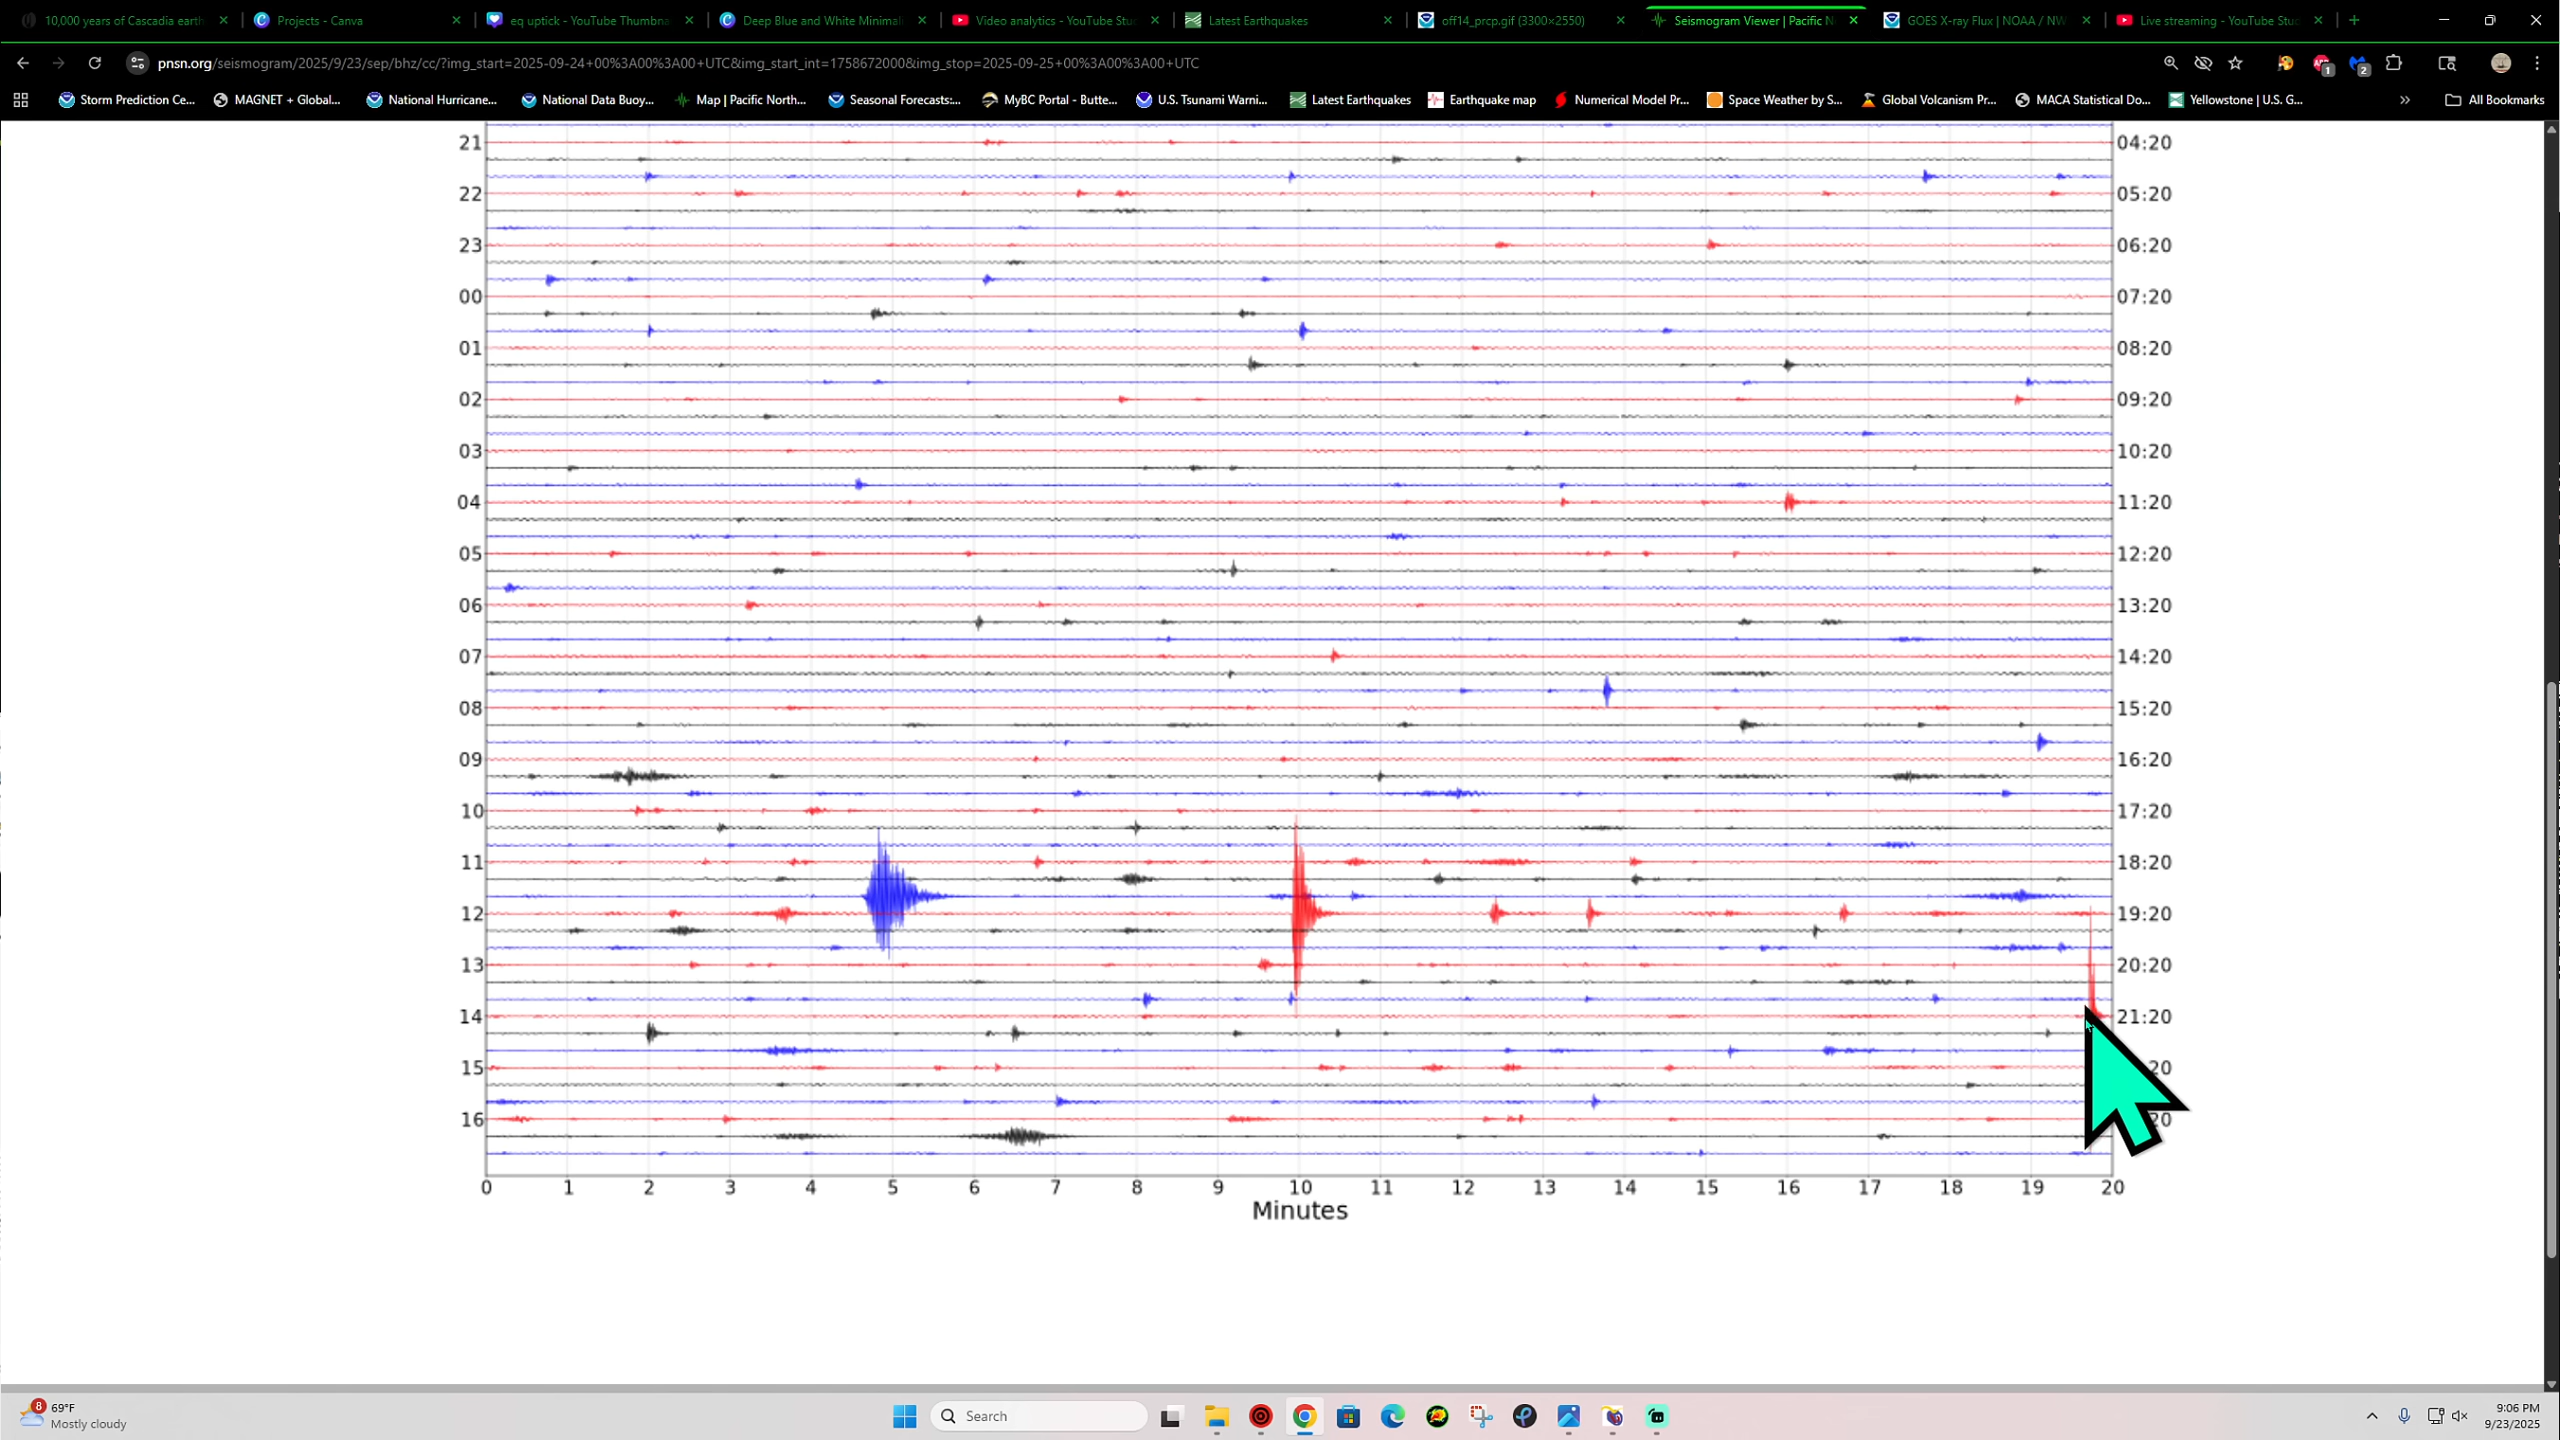 10,000 years of Cascadia earth
Projects - Canva
eq uptick - YouTube Thumbna
Deep Blue and White Minimali
Video analytics - YouTube Stu
Latest Earthquakes
off14_prcp.gif (3300×2550)
Seismogram Viewer | Pacific N
GOES X-ray Flux | NOAA / NW
Live streaming - YouTube Stu
pnsn.org/seismogram/2025/9/23/sep/bhz/cc/?img_start=2025-09-24+00%3A00%3A00+UTC&img_start_int=1758672000&img_stop=2025-09-25+00%3A00%3A00+UTC
1
2
Storm Prediction Ce...
MAGNET + Global...
National Hurricane...
National Data Buoy...
Map | Pacific North...
Seasonal Forecasts:...
MyBC Portal - Butte...
U.S. Tsunami Warni...
Latest Earthquakes
Earthquake map
Numerical Model Pr...
Space Weather by S...
Global Volcanism Pr...
MACA Statistical Do...
Yellowstone | U.S. G...
All Bookmarks
21 04:20
22 05:20
23 06:20
00 07:20
01 08:20
02 09:20
03 10:20
04 11:20
05 12:20
06 13:20
07 14:20
08 15:20
09 16:20
10 17:20
11 18:20
12 19:20
13 20:20
14 21:20
15 20
16 20
0 1 2 3 4 5 6 7 8 9 10 11 12 13 14 15 16 17 18 19 20
Minutes
8
69°F
Mostly cloudy
Search
9:06 PM
9/23/2025